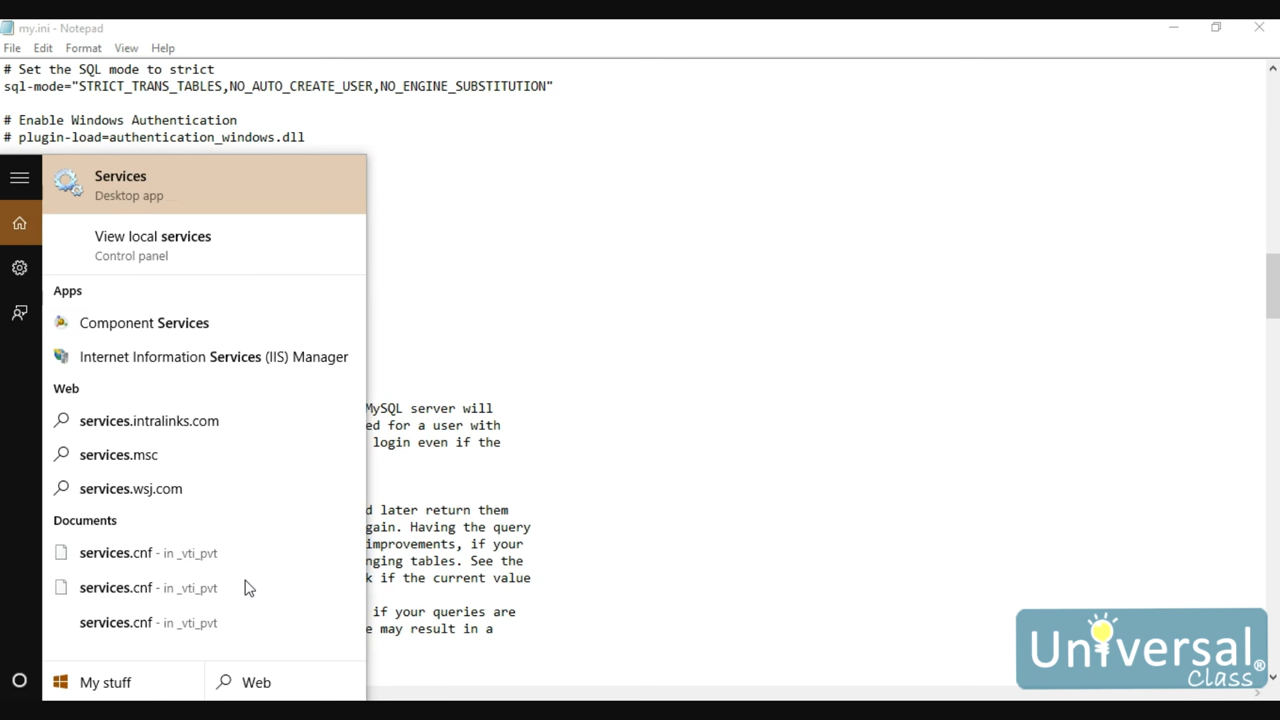 my.ini - Notepad
File Edit Format View Help
# Set the SQL mode to strict
sql-mode="STRICT_TRANS_TABLES,NO_AUTO_CREATE_USER,NO_ENGINE_SUBSTITUTION"
# Enable Windows Authentication
# plugin-load=authentication_windows.dll
Services
Desktop app
View local services
Control panel
Apps
Component Services
Internet Information Services (IIS) Manager
Web
services.intralinks.com
services.msc
services.wsj.com
Documents
services.cnf - in _vti_pvt
services.cnf - in _vti_pvt
services.cnf - in _vti_pvt
My stuff
Web
MySQL server will
ed for a user with
login even if the
d later return them
gain. Having the query
improvements, if your
nging tables. See the
k if the current value
if your queries are
e may result in a
Universal
Class®